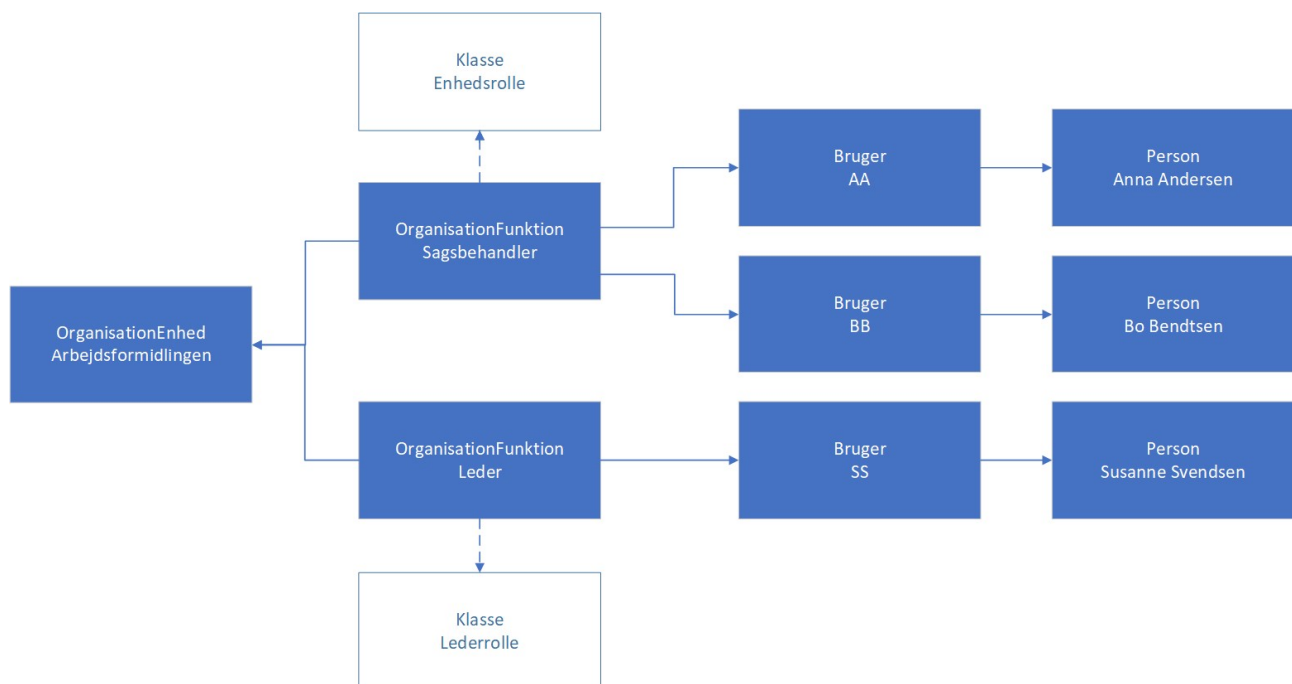 Klasse
Enhedsrolle
Bruger
AA
Person
Anna Andersen
OrganisationFunktion
Sagsbehandler
Bruger
BB
Person
Bo Bendtsen
OrganisationEnhed
Arbejdsformidlingen
OrganisationFunktion
Leder
Bruger
SS
Person
Susanne Svendsen
Klasse
Lederrolle